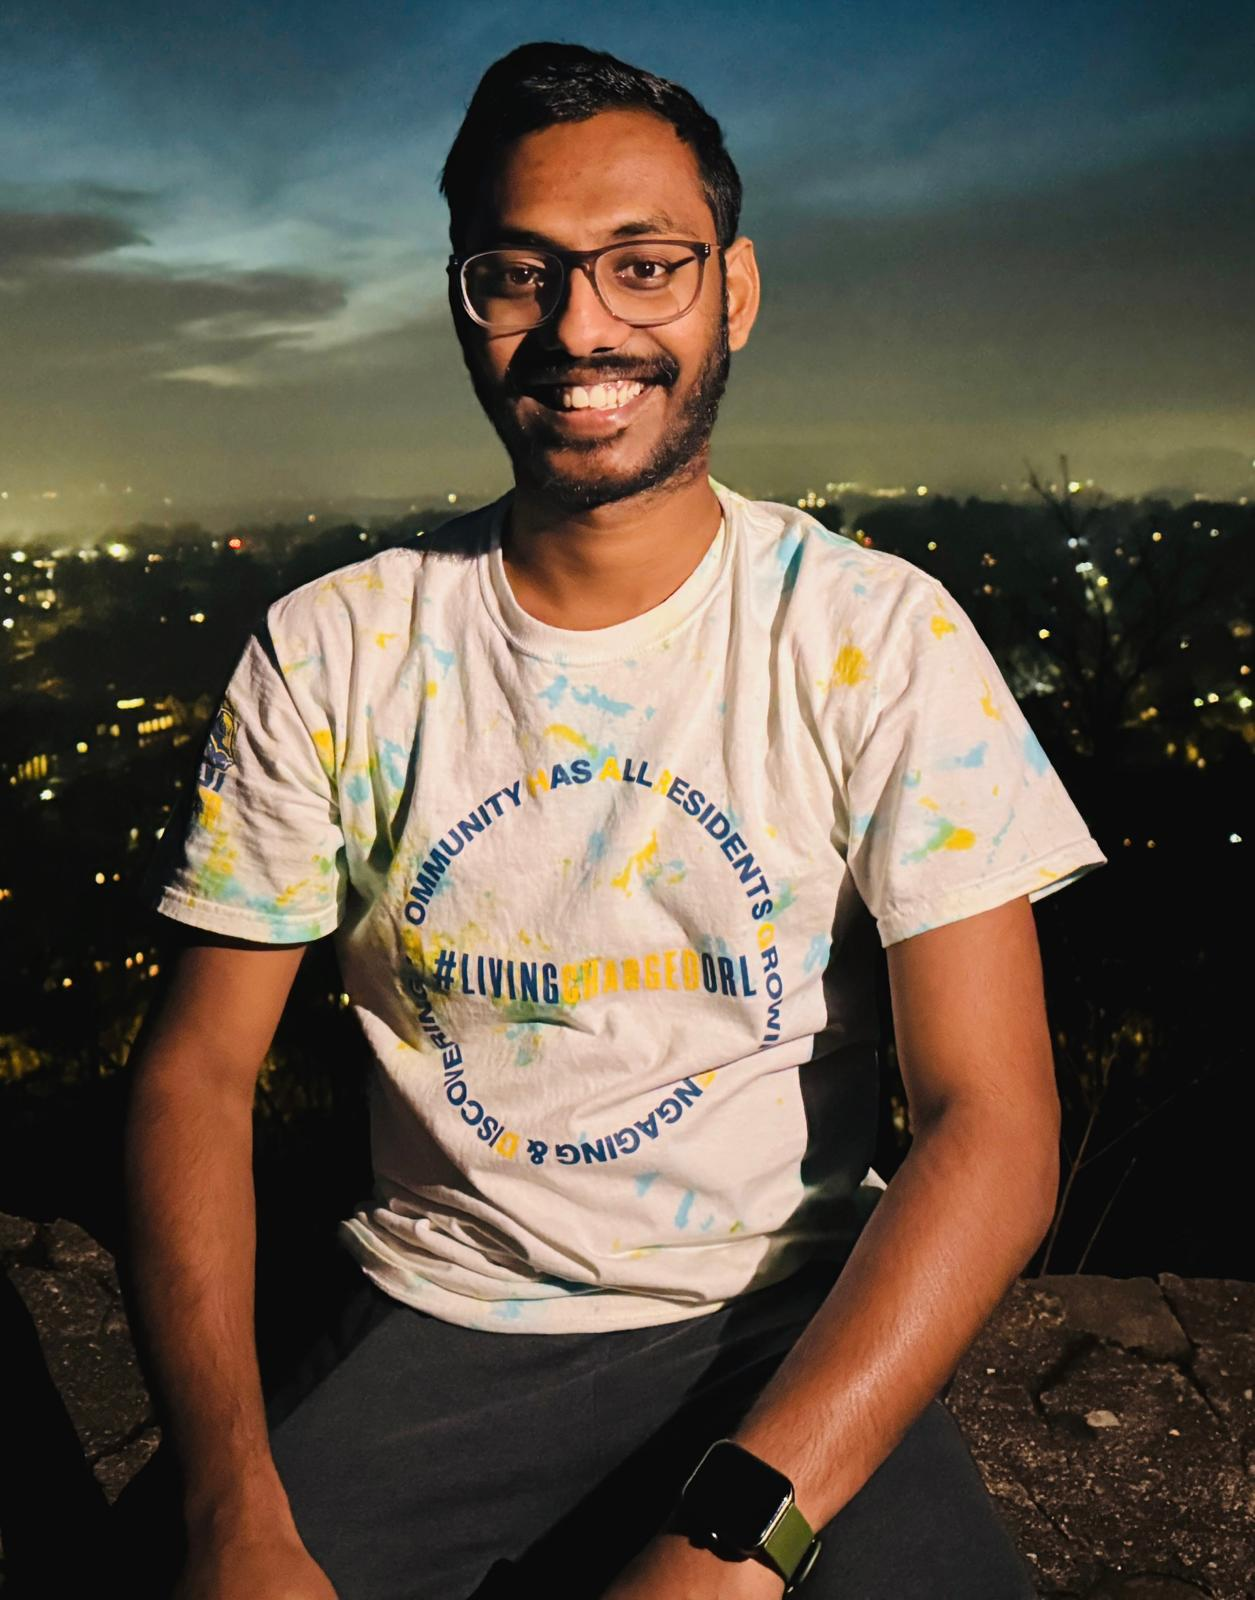 OMMUNITY HAS ALL RESIDENTS GROWI
NGAGING & DISCOVERING
#LIVINGCHARGEDORL